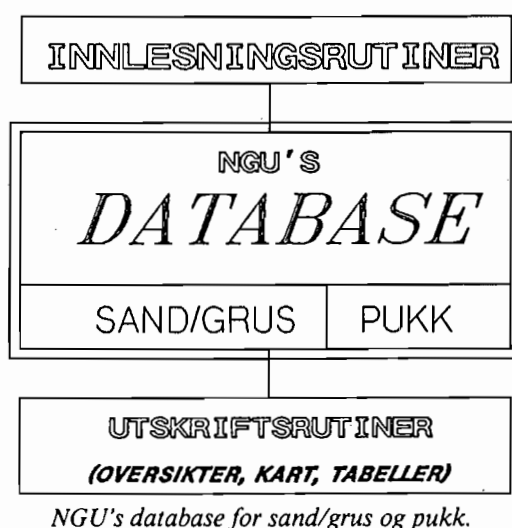 INNLESNINGSRUTINER
NGU'S
DATABASE
SAND/GRUS PUKK
UTSKRIFTSRUTINER
(OVERSIKTER, KART, TABELLER)
NGU's database for sand/grus og pukk.